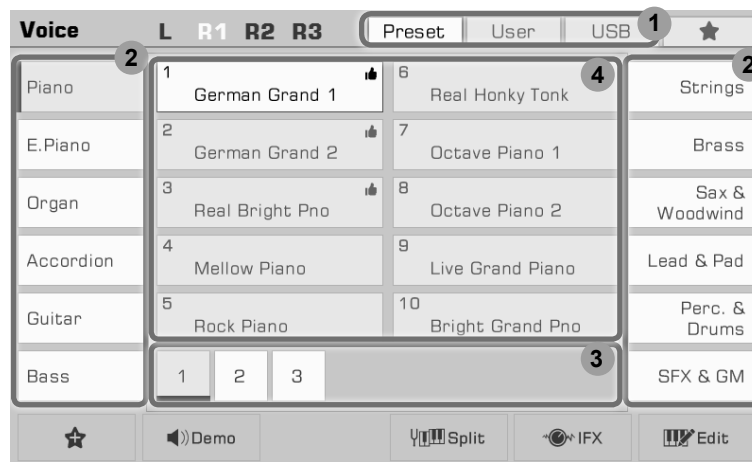 Voice L R1 R2 R3 Preset User USB 1
2 2
Piano
E.Piano
Organ
Accordion
Guitar
Bass
1 German Grand 1
2 German Grand 2
3 Real Bright Pno
4 Mellow Piano
5 Rock Piano
6 Real Honky Tonk
7 Octave Piano 1
8 Octave Piano 2
9 Live Grand Piano
10 Bright Grand Pno
4
Strings
Brass
Sax &
Woodwind
Lead & Pad
Perc. &
Drums
SFX & GM
1 2 3
3
Demo Split IFX Edit